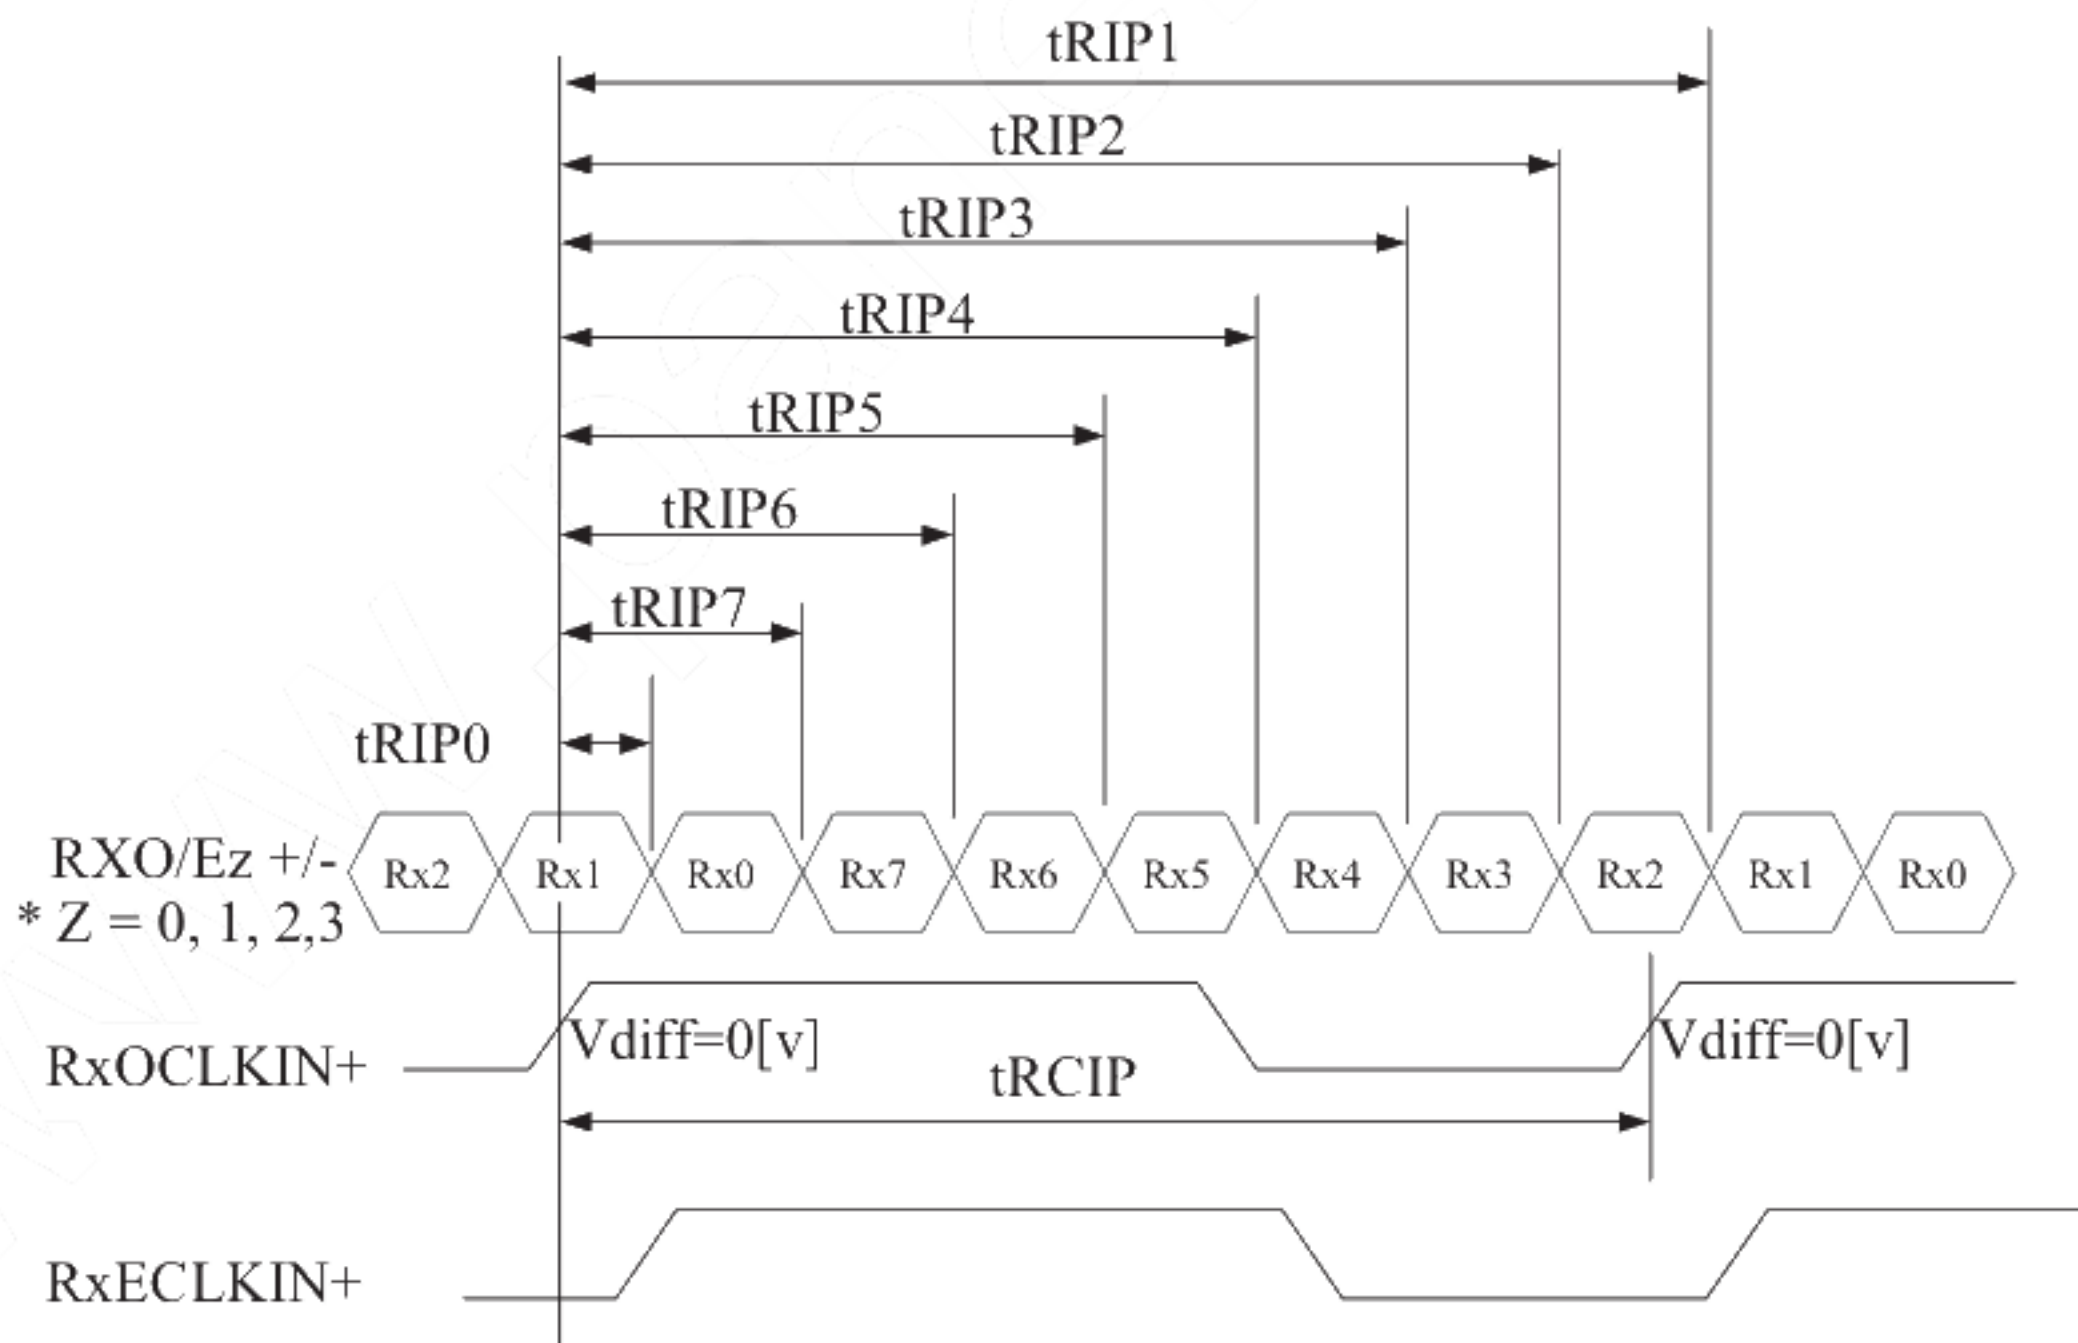 tRIP1
tRIP2
tRIP3
tRIP4
tRIP5
tRIP6
tRIP7
tRIP0
RXO/Ez +/- Rx2 Rx1 Rx0 Rx7 Rx6 Rx5 Rx4 Rx3 Rx2 Rx1 Rx0
* Z = 0, 1, 2,3
Vdiff=0[v] Vdiff=0[v]
RxOCLKIN+
tRCIP
RxECLKIN+